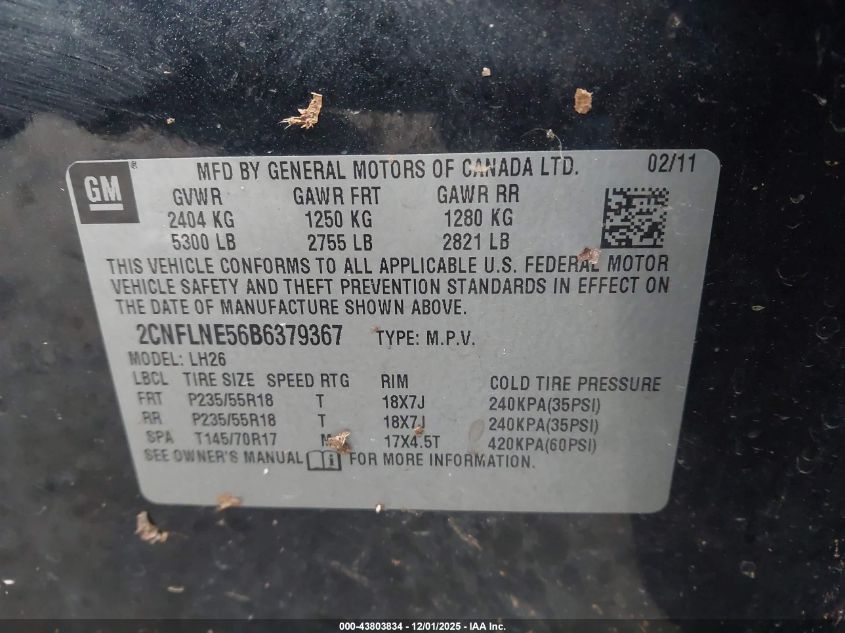 GM ®
MFD BY GENERAL MOTORS OF CANADA LTD. 02/11
GVWR GAWR FRT GAWR RR
2404 KG 1250 KG 1280 KG
5300 LB 2755 LB 2821 LB
THIS VEHICLE CONFORMS TO ALL APPLICABLE U.S. FEDERAL MOTOR
VEHICLE SAFETY AND THEFT PREVENTION STANDARDS IN EFFECT ON
THE DATE OF MANUFACTURE SHOWN ABOVE.
2CNFLNE56B6379367 TYPE: M.P.V.
MODEL: LH26
LBCL TIRE SIZE SPEED RTG RIM COLD TIRE PRESSURE
FRT P235/55R18 T 18X7J 240KPA(35PSI)
RR P235/55R18 T 18X7J 240KPA(35PSI)
SPA T145/70R17 M 17X4.5T 420KPA(60PSI)
SEE OWNER'S MANUAL FOR MORE INFORMATION.
000-43803834 - 12/01/2025 - IAA Inc.